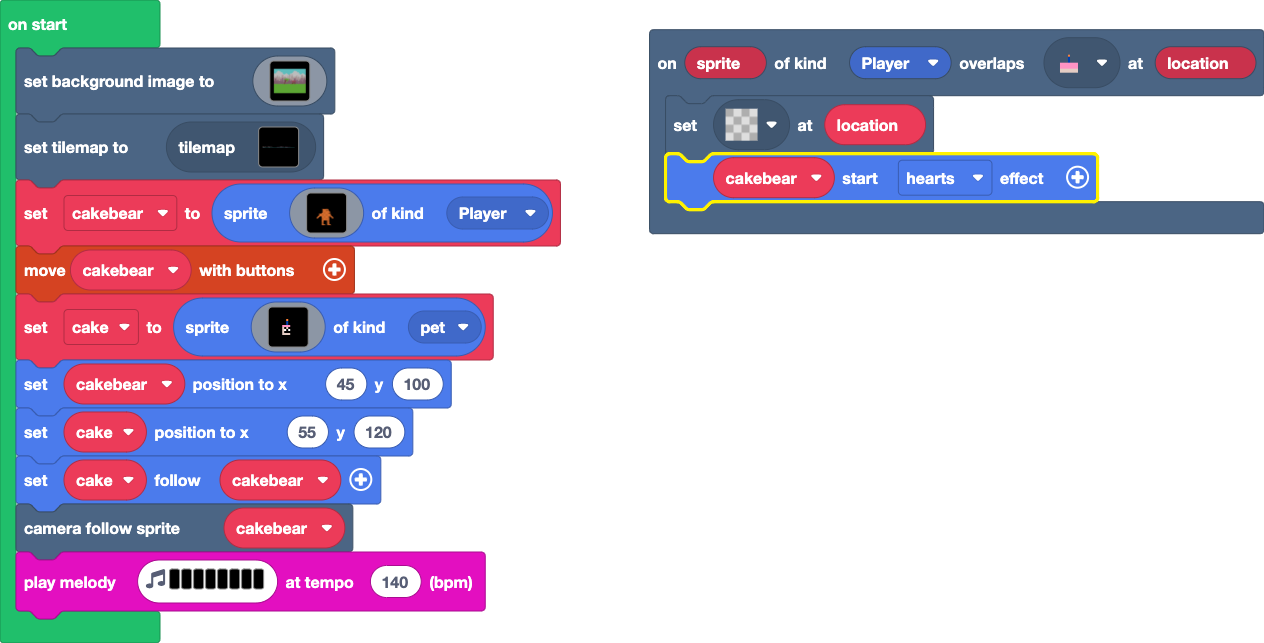 on start
set background image to
set tilemap to tilemap
set cakebear to sprite of kind Player
move cakebear with buttons
set cake to sprite of kind pet
set cakebear position to x 45 y 100
set cake position to x 55 y 120
set cake follow cakebear
camera follow sprite cakebear
play melody at tempo 140 (bpm)
on sprite of kind Player overlaps at location
set at location
cakebear start hearts effect